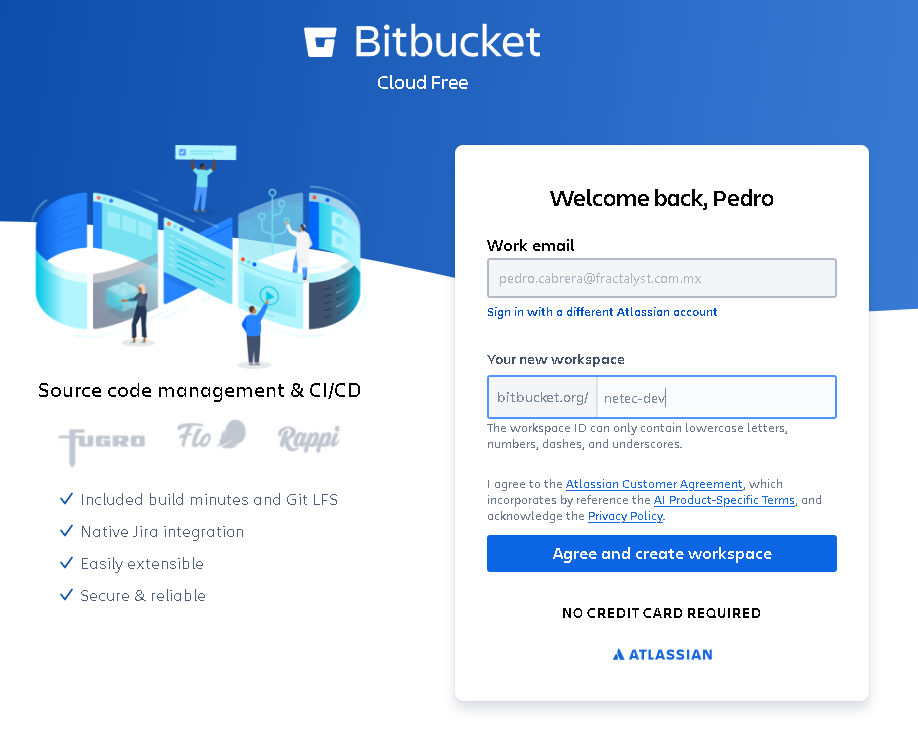 Bitbucket
Cloud Free
Source code management & CI/CD
fugro
Flo
Rappi
Included build minutes and Git LFS
Native Jira integration
Easily extensible
Secure & reliable
Welcome back, Pedro
Work email
pedro.cabrera@fractalyst.com.mx
Sign in with a different Atlassian account
Your new workspace
bitbucket.org/ netec-dev
The workspace ID can only contain lowercase letters,
numbers, dashes, and underscores.
I agree to the Atlassian Customer Agreement, which
incorporates by reference the AI Product-Specific Terms, and
acknowledge the Privacy Policy.
Agree and create workspace
NO CREDIT CARD REQUIRED
ATLASSIAN